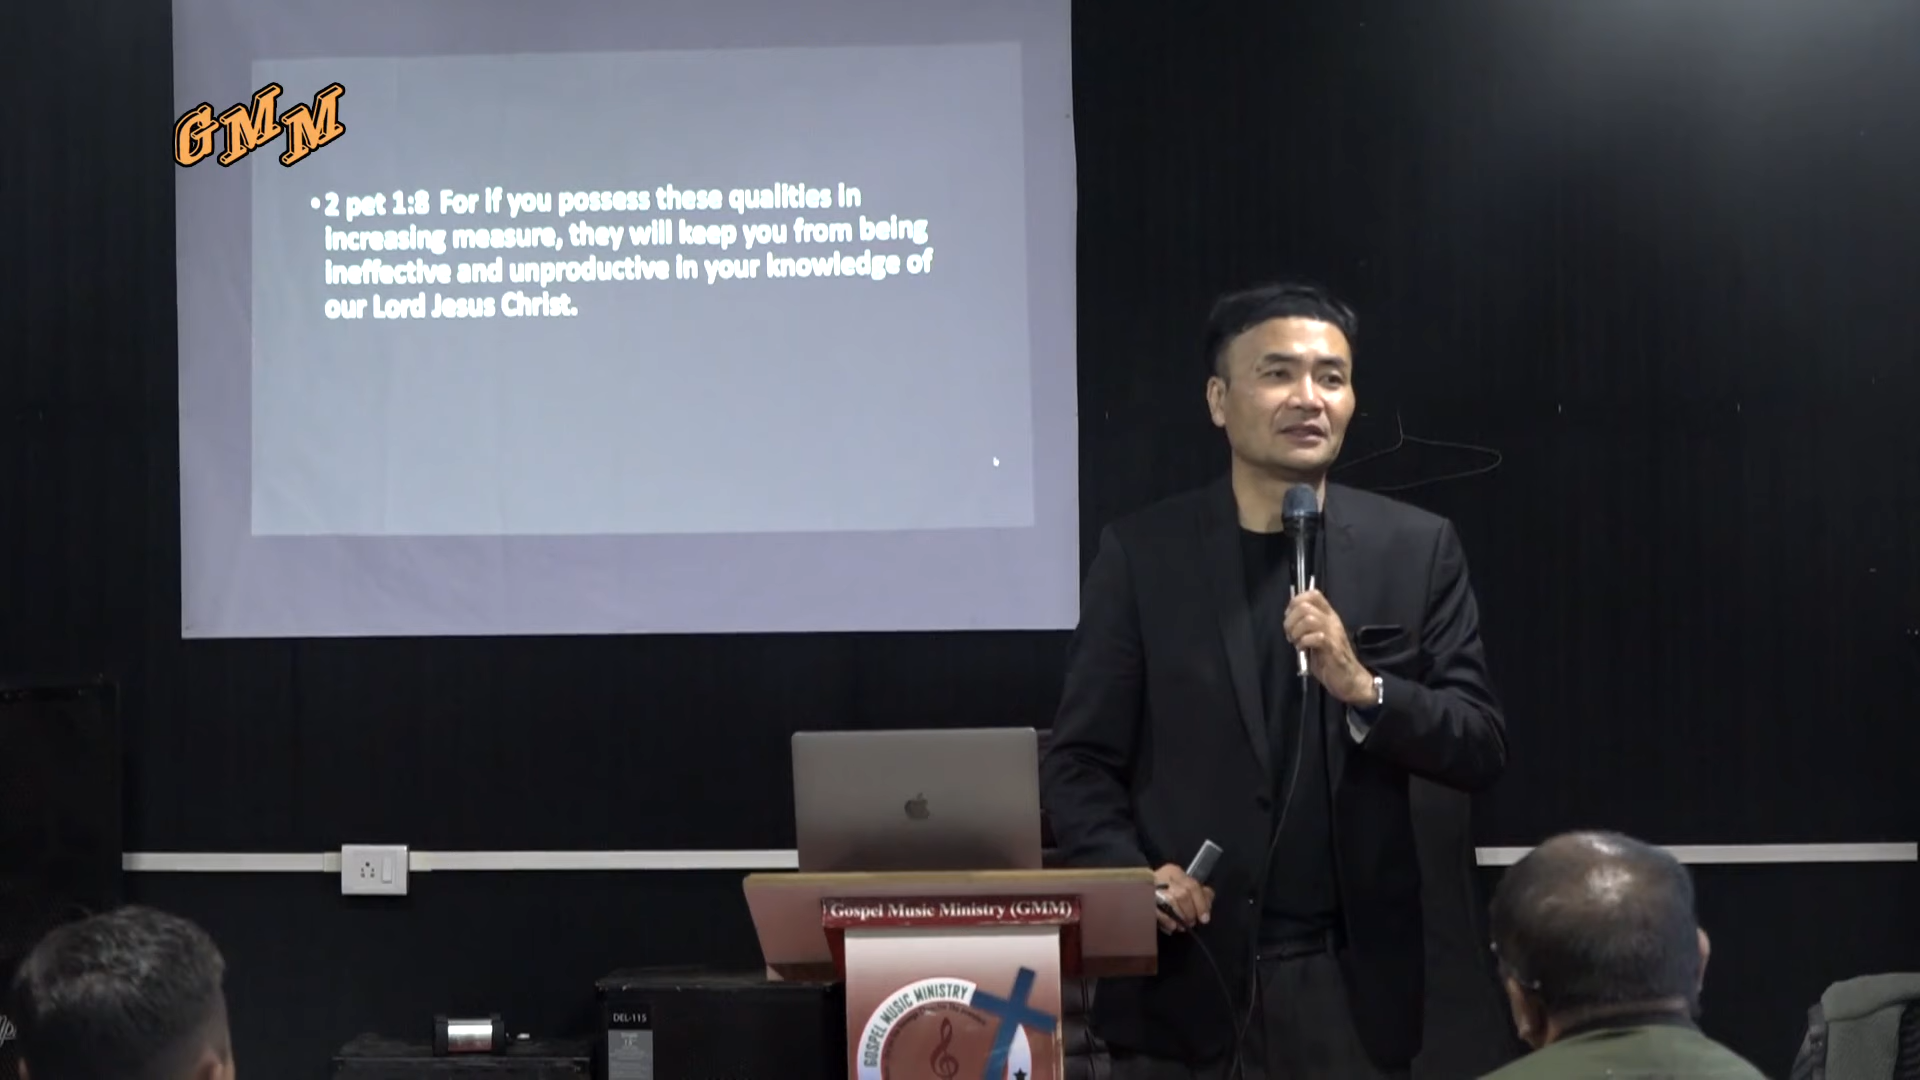 GMM
• 2 pet 1:8 For if you possess these qualities in
increasing measure, they will keep you from being
ineffective and unproductive in your knowledge of
our Lord Jesus Christ.
Gospel Music Ministry (GMM)
GOSPEL MUSIC MINISTRY
DEL-115